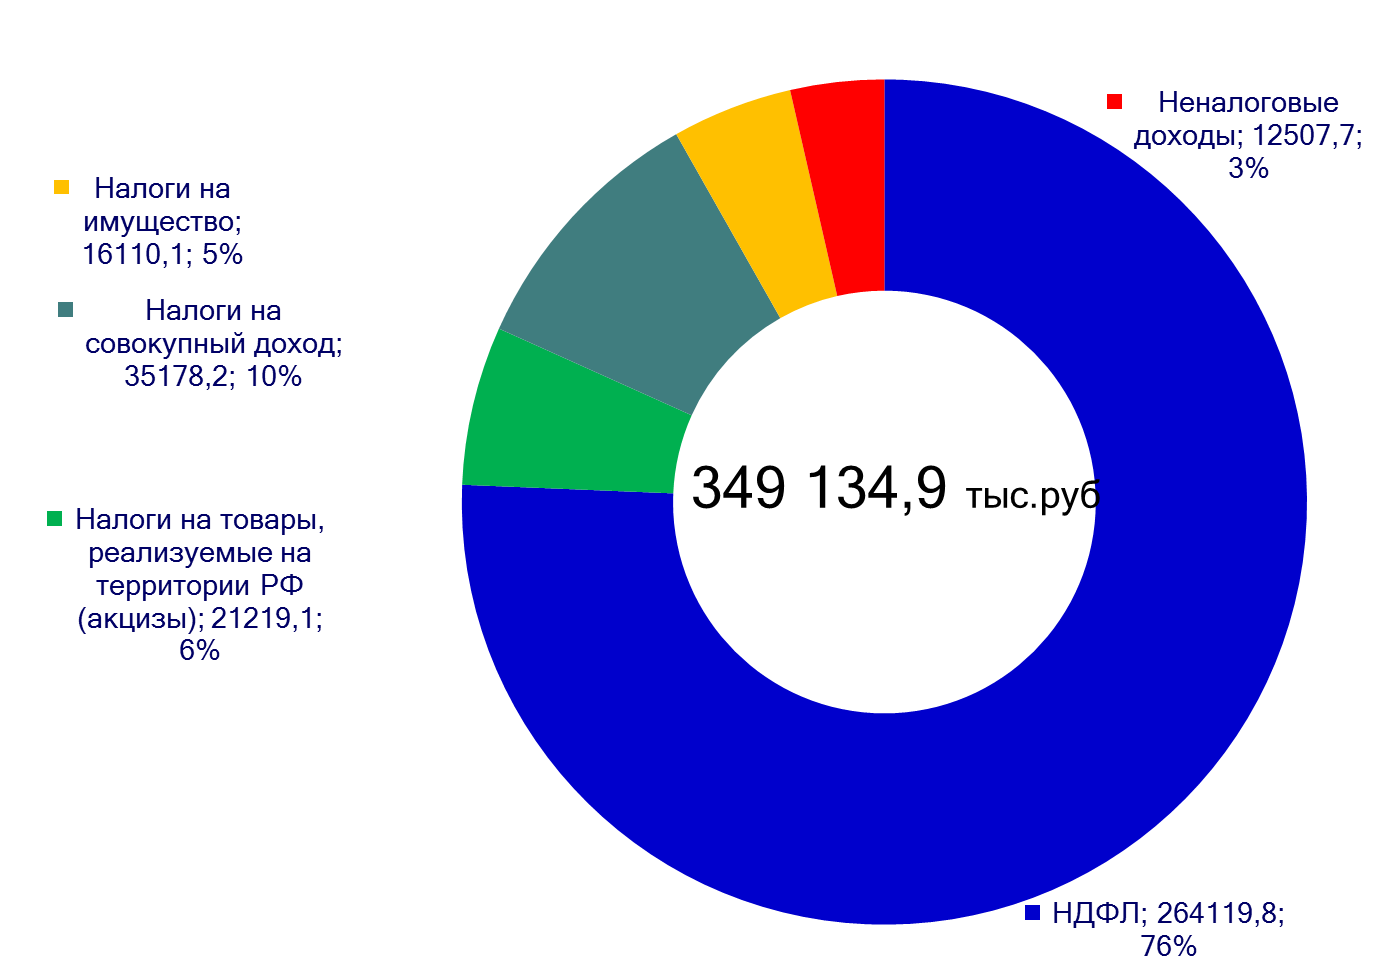 Неналоговые
доходы; 12507,7;
3%
Налоги на
имущество;
16110,1; 5%
Налоги на
совокупный доход;
35178,2; 10%
349 134,9 тыс.руб
Налоги на товары,
реализуемые на
территории РФ
(акцизы); 21219,1;
6%
НДФЛ; 264119,8;
76%